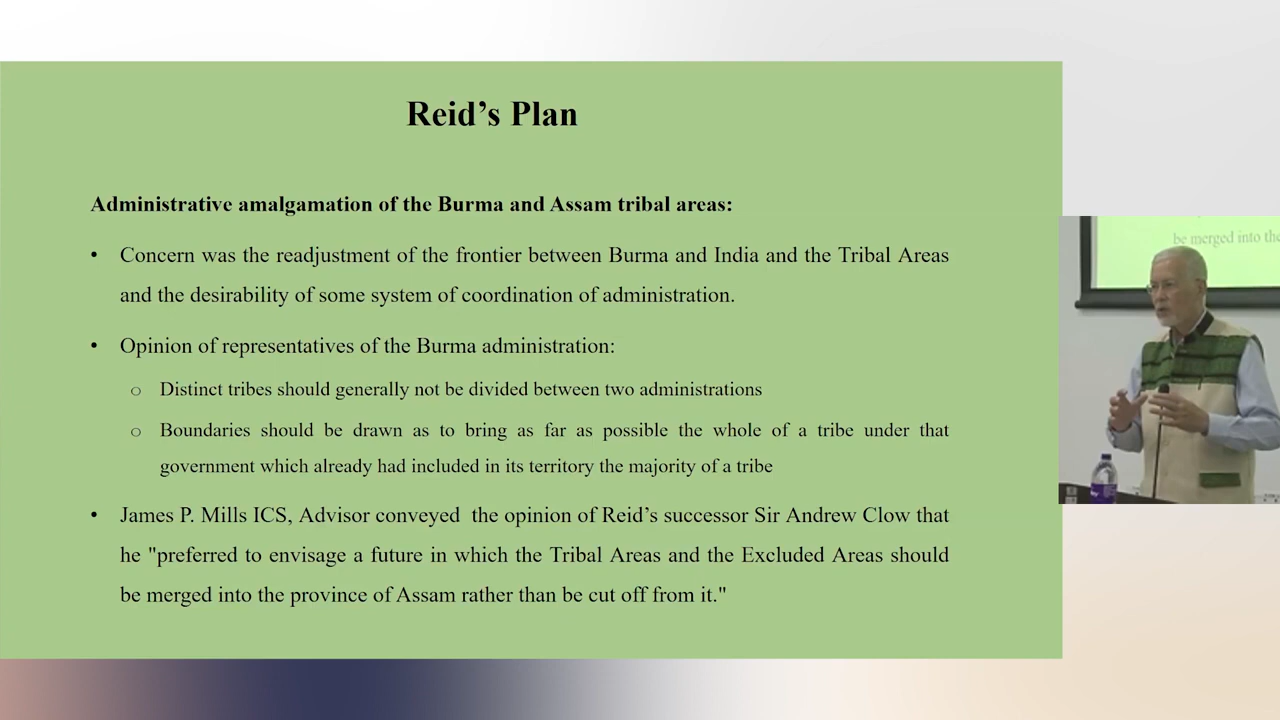 Reid’s Plan
Administrative amalgamation of the Burma and Assam tribal areas:
• Concern was the readjustment of the frontier between Burma and India and the Tribal Areas
and the desirability of some system of coordination of administration.
• Opinion of representatives of the Burma administration:
○ Distinct tribes should generally not be divided between two administrations
○ Boundaries should be drawn as to bring as far as possible the whole of a tribe under that
government which already had included in its territory the majority of a tribe
• James P. Mills ICS, Advisor conveyed the opinion of Reid’s successor Sir Andrew Clow that
he "preferred to envisage a future in which the Tribal Areas and the Excluded Areas should
be merged into the province of Assam rather than be cut off from it."
be merged into the